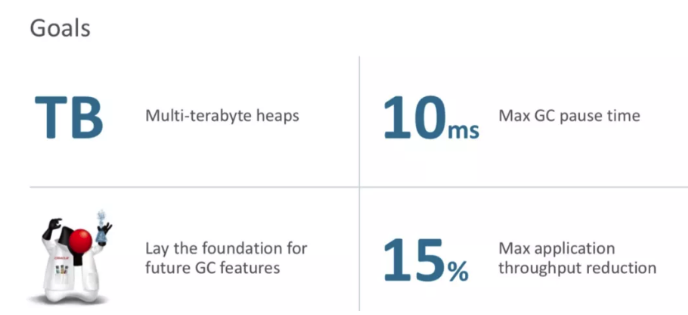 Goals
TB
Multi-terabyte heaps
10ms
Max GC pause time
Lay the foundation for
future GC features
15%
Max application
throughput reduction